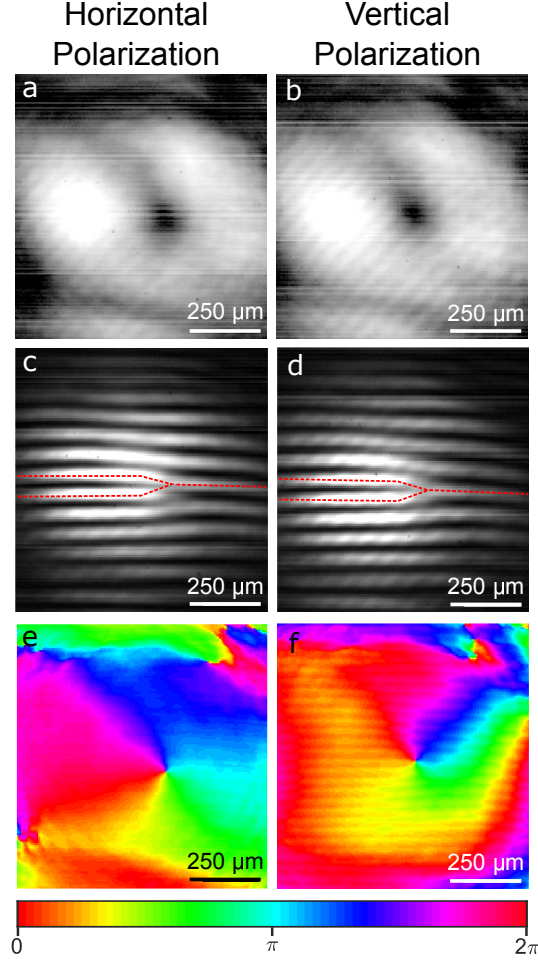 Horizontal Polarization
Vertical Polarization
a
250 μm
b
250 μm
c
250 μm
d
250 μm
e
250 μm
f
250 μm
0
π
2π